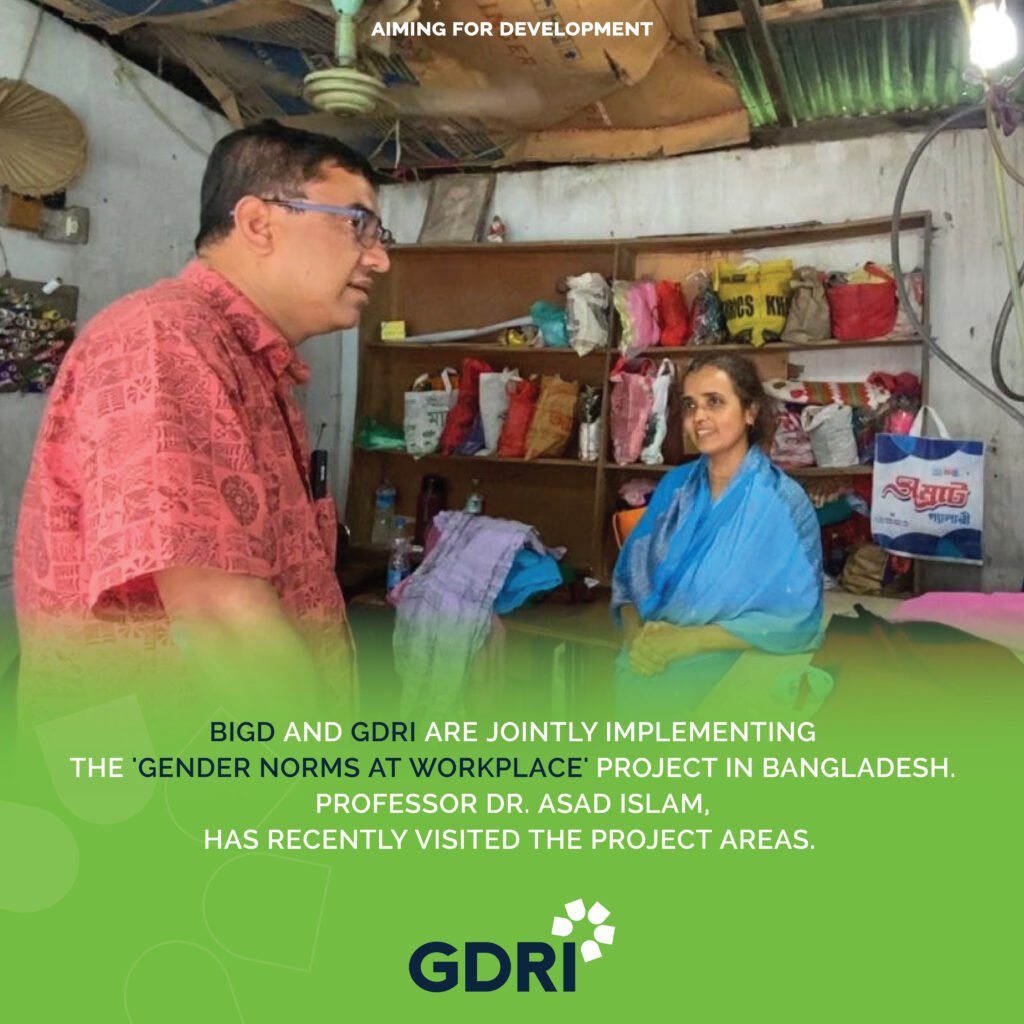 AIMING FOR DEVELOPMENT
সম্রাট
গ্যালারী
BIGD AND GDRI ARE JOINTLY IMPLEMENTING
THE 'GENDER NORMS AT WORKPLACE' PROJECT IN BANGLADESH.
PROFESSOR DR. ASAD ISLAM,
HAS RECENTLY VISITED THE PROJECT AREAS.
GDRI